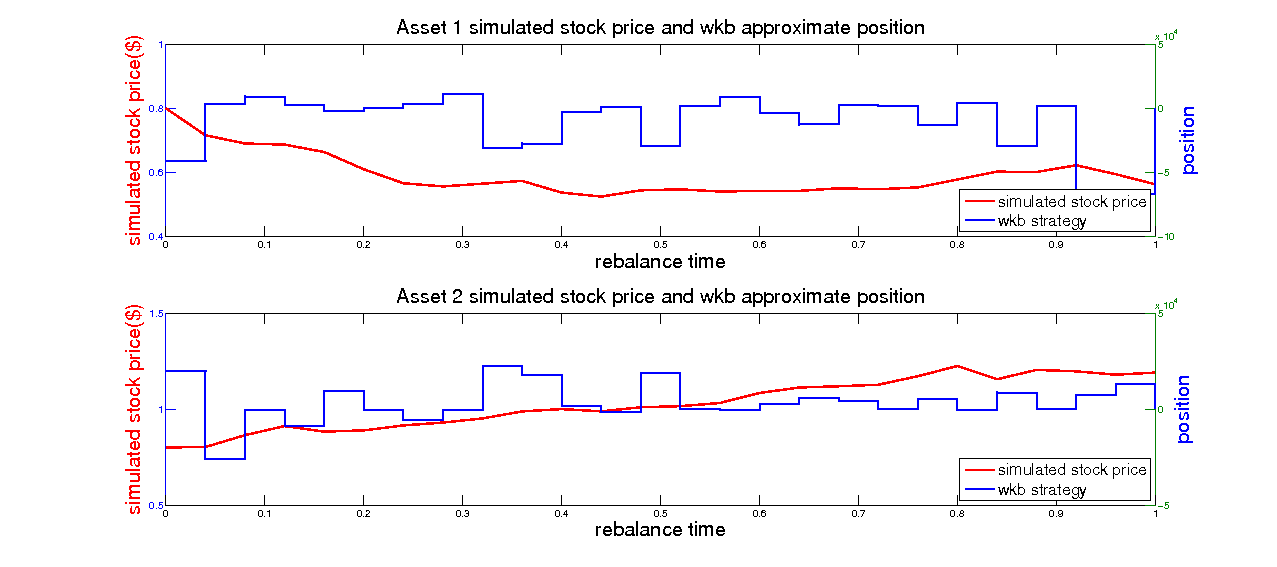 Asset 1 simulated stock price and wkb approximate position
x 10^4
simulated stock price($)
1
0.8
0.6
0.4
5
0
-5
-10
position
simulated stock price
wkb strategy
0 0.1 0.2 0.3 0.4 0.5 0.6 0.7 0.8 0.9 1
rebalance time
Asset 2 simulated stock price and wkb approximate position
x 10^4
simulated stock price($)
1.5
1
0.5
5
0
-5
position
simulated stock price
wkb strategy
0 0.1 0.2 0.3 0.4 0.5 0.6 0.7 0.8 0.9 1
rebalance time